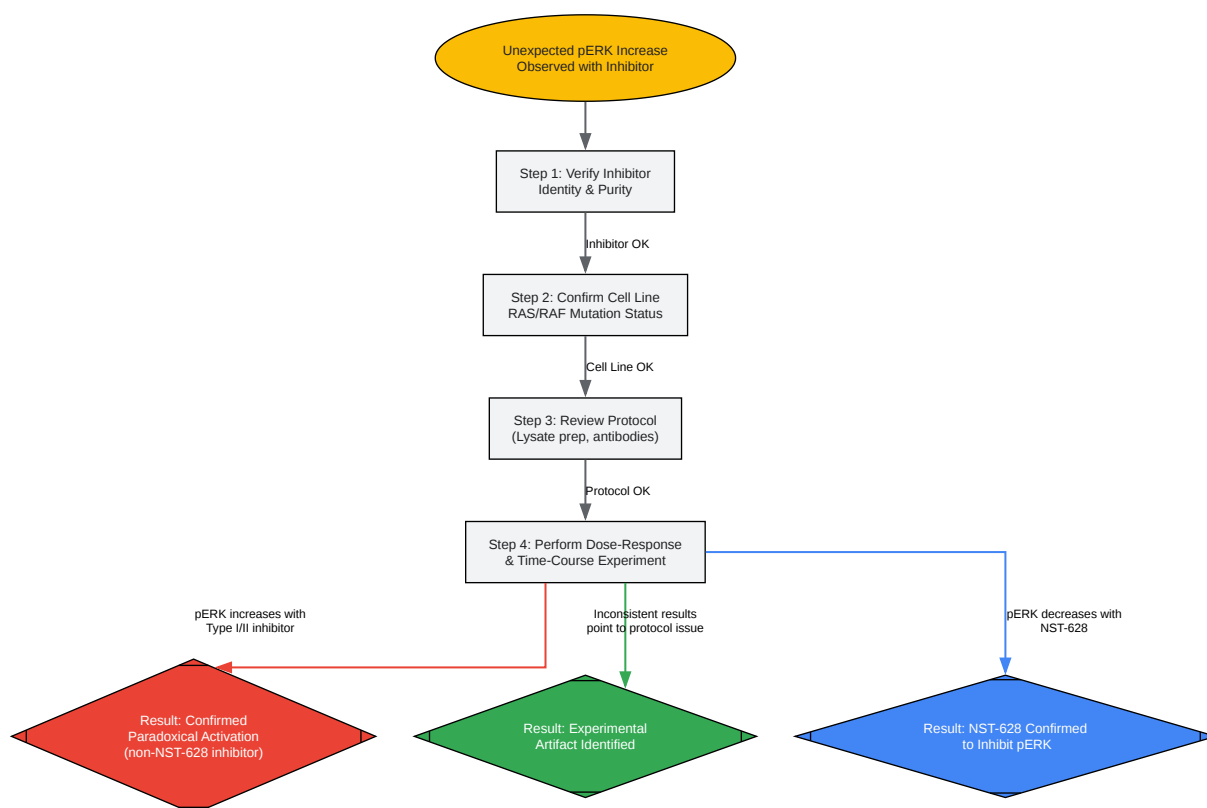 Unexpected pERK Increase
Observed with Inhibitor
Step 1: Verify Inhibitor
Identity & Purity
Inhibitor OK
Step 2: Confirm Cell Line
RAS/RAF Mutation Status
Cell Line OK
Step 3: Review Protocol
(Lysate prep, antibodies)
Protocol OK
Step 4: Perform Dose-Response
& Time-Course Experiment
pERK increases with
Type I/II inhibitor
Inconsistent results
point to protocol issue
pERK decreases with
NST-628
Result: Confirmed
Paradoxical Activation
(non-NST-628 inhibitor)
Result: Experimental
Artifact Identified
Result: NST-628 Confirmed
to Inhibit pERK